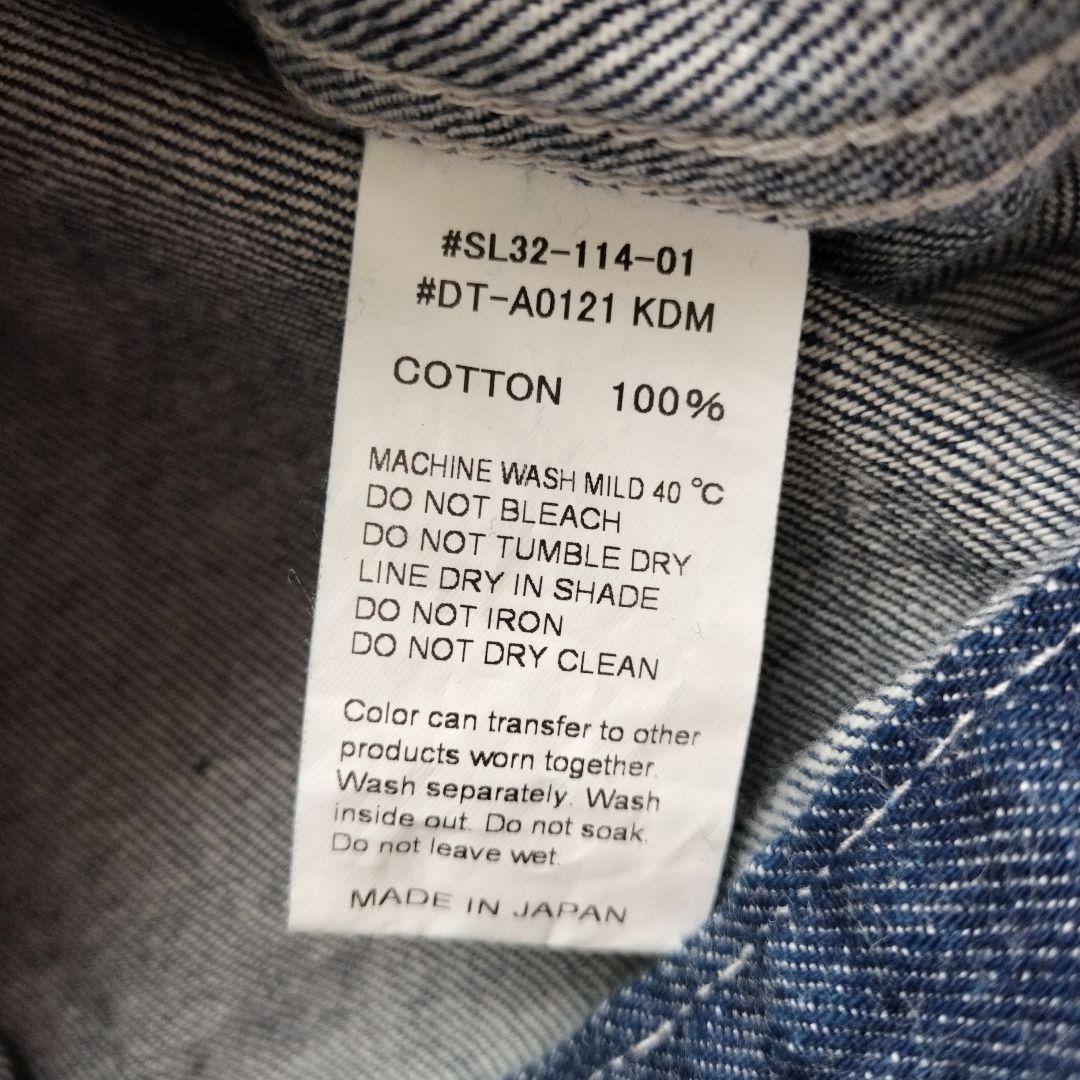 #SL32-114-01
#DT-A0121 KDM
COTTON 100%
MACHINE WASH MILD 40 ℃
DO NOT BLEACH
DO NOT TUMBLE DRY
LINE DRY IN SHADE
DO NOT IRON
DO NOT DRY CLEAN
Color can transfer to other
products worn together.
Wash separately. Wash
inside out. Do not soak.
Do not leave wet.
MADE IN JAPAN